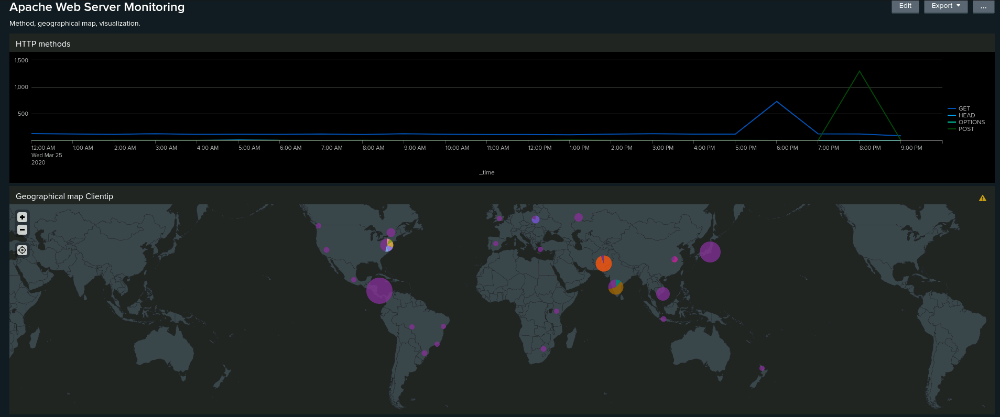 Apache Web Server Monitoring
Edit
Export
...
Method, geographical map, visualization.
HTTP methods
1,500
1,000
500
GET
HEAD
OPTIONS
POST
12:00 AM 1:00 AM 2:00 AM 3:00 AM 4:00 AM 5:00 AM 6:00 AM 7:00 AM 8:00 AM 9:00 AM 10:00 AM 11:00 AM 12:00 PM 1:00 PM 2:00 PM 3:00 PM 4:00 PM 5:00 PM 6:00 PM 7:00 PM 8:00 PM 9:00 PM
Wed Mar 25
2020
_time
Geographical map Clientip